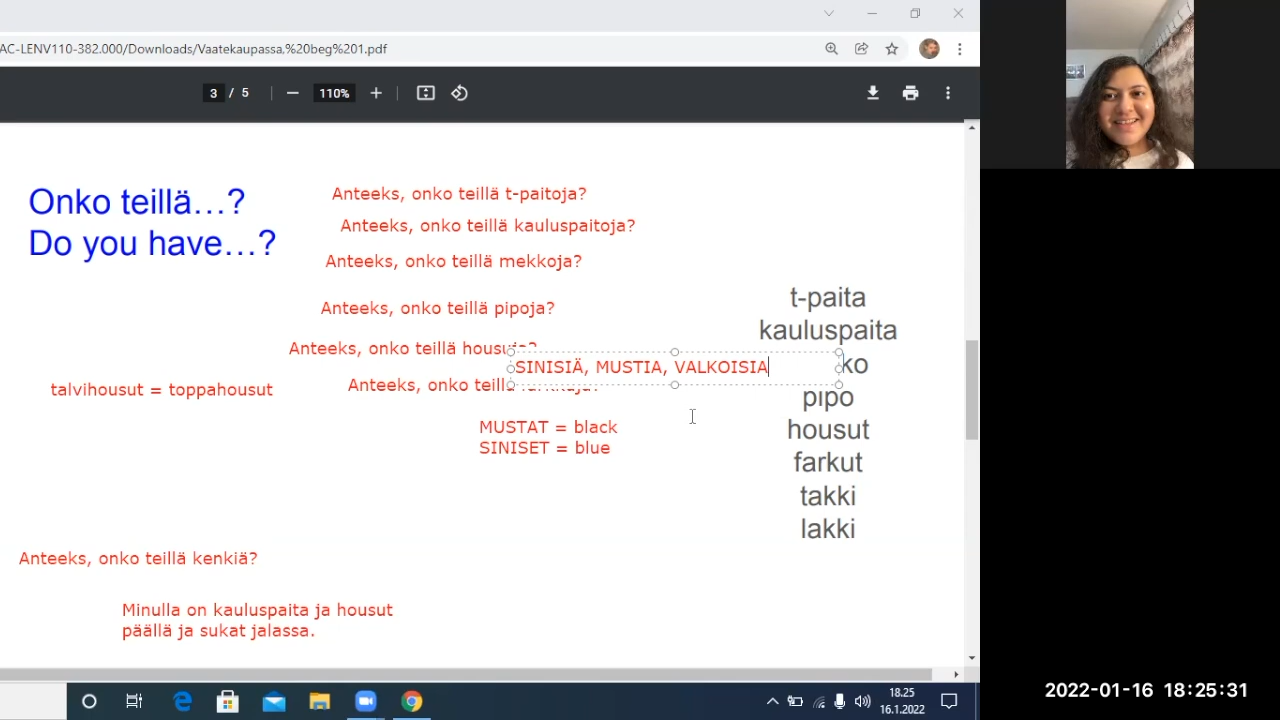 AC-LENV110-382.000/Downloads/Vaatekaupassa,%20beg%201.pdf
3 / 5
110%
Onko teillä...?
Do you have...?
Anteeks, onko teillä t-paitoja?
Anteeks, onko teillä kauluspaitoja?
Anteeks, onko teillä mekkoja?
Anteeks, onko teillä pipoja?
Anteeks, onko teillä housuja?
SINISIÄ, MUSTIA, VALKOISIA
Anteeks, onko teillä farkkuja?
talvihousut = toppahousut
MUSTAT = black
SINISET = blue
t-paita
kauluspaita
ko
pipo
housut
farkut
takki
lakki
Anteeks, onko teillä kenkiä?
Minulla on kauluspaita ja housut
päällä ja sukat jalassa.
18.25
16.1.2022
2022-01-16 18:25:31